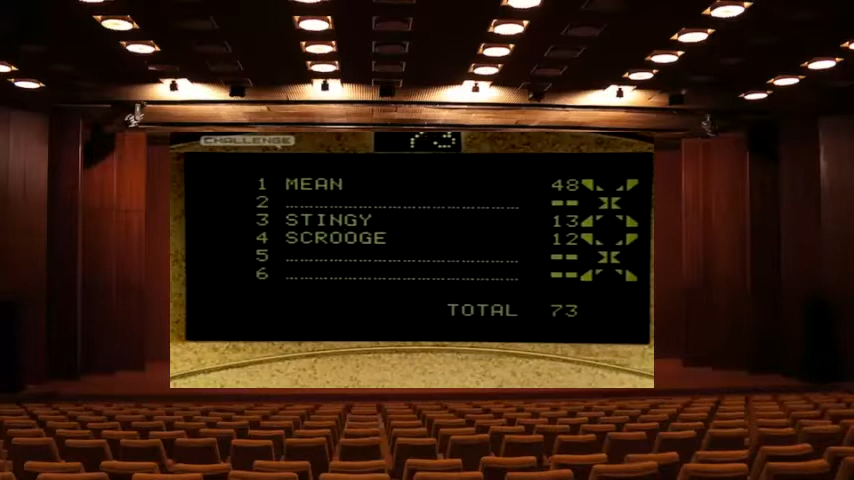 CHALLENGE
1 MEAN 48
2 -------------------------------- --
3 STINGY 13
4 SCROOGE 12
5 -------------------------------- --
6 -------------------------------- --
TOTAL 73